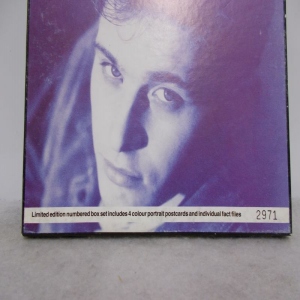 Limited edition numbered box set includes 4 colour portrait postcards and individual fact files 2971